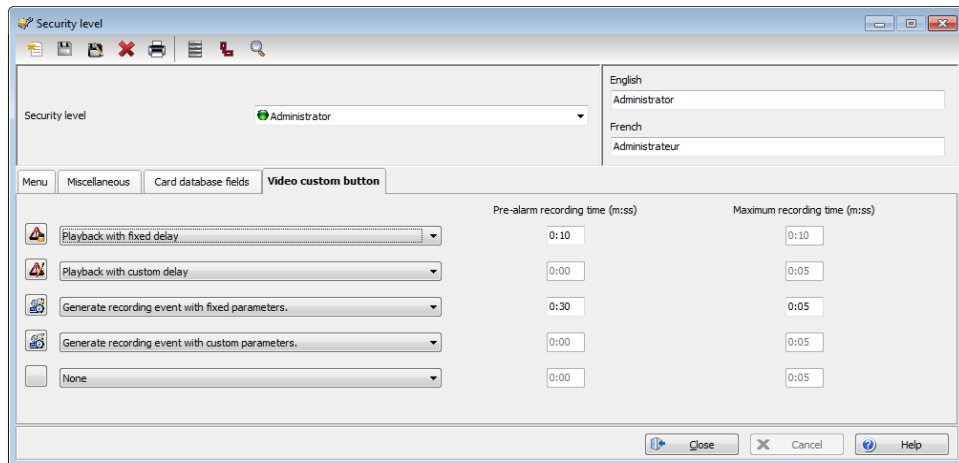 Security level
English
Administrator
Security level
Administrator
French
Administrateur
Menu
Miscellaneous
Card database fields
Video custom button
Pre-alarm recording time (m:ss)
Maximum recording time (m:ss)
Playback with fixed delay
0:10
0:10
Playback with custom delay
0:00
0:05
Generate recording event with fixed parameters.
0:30
0:05
Generate recording event with custom parameters.
0:00
0:05
None
0:00
0:05
Close
Cancel
Help